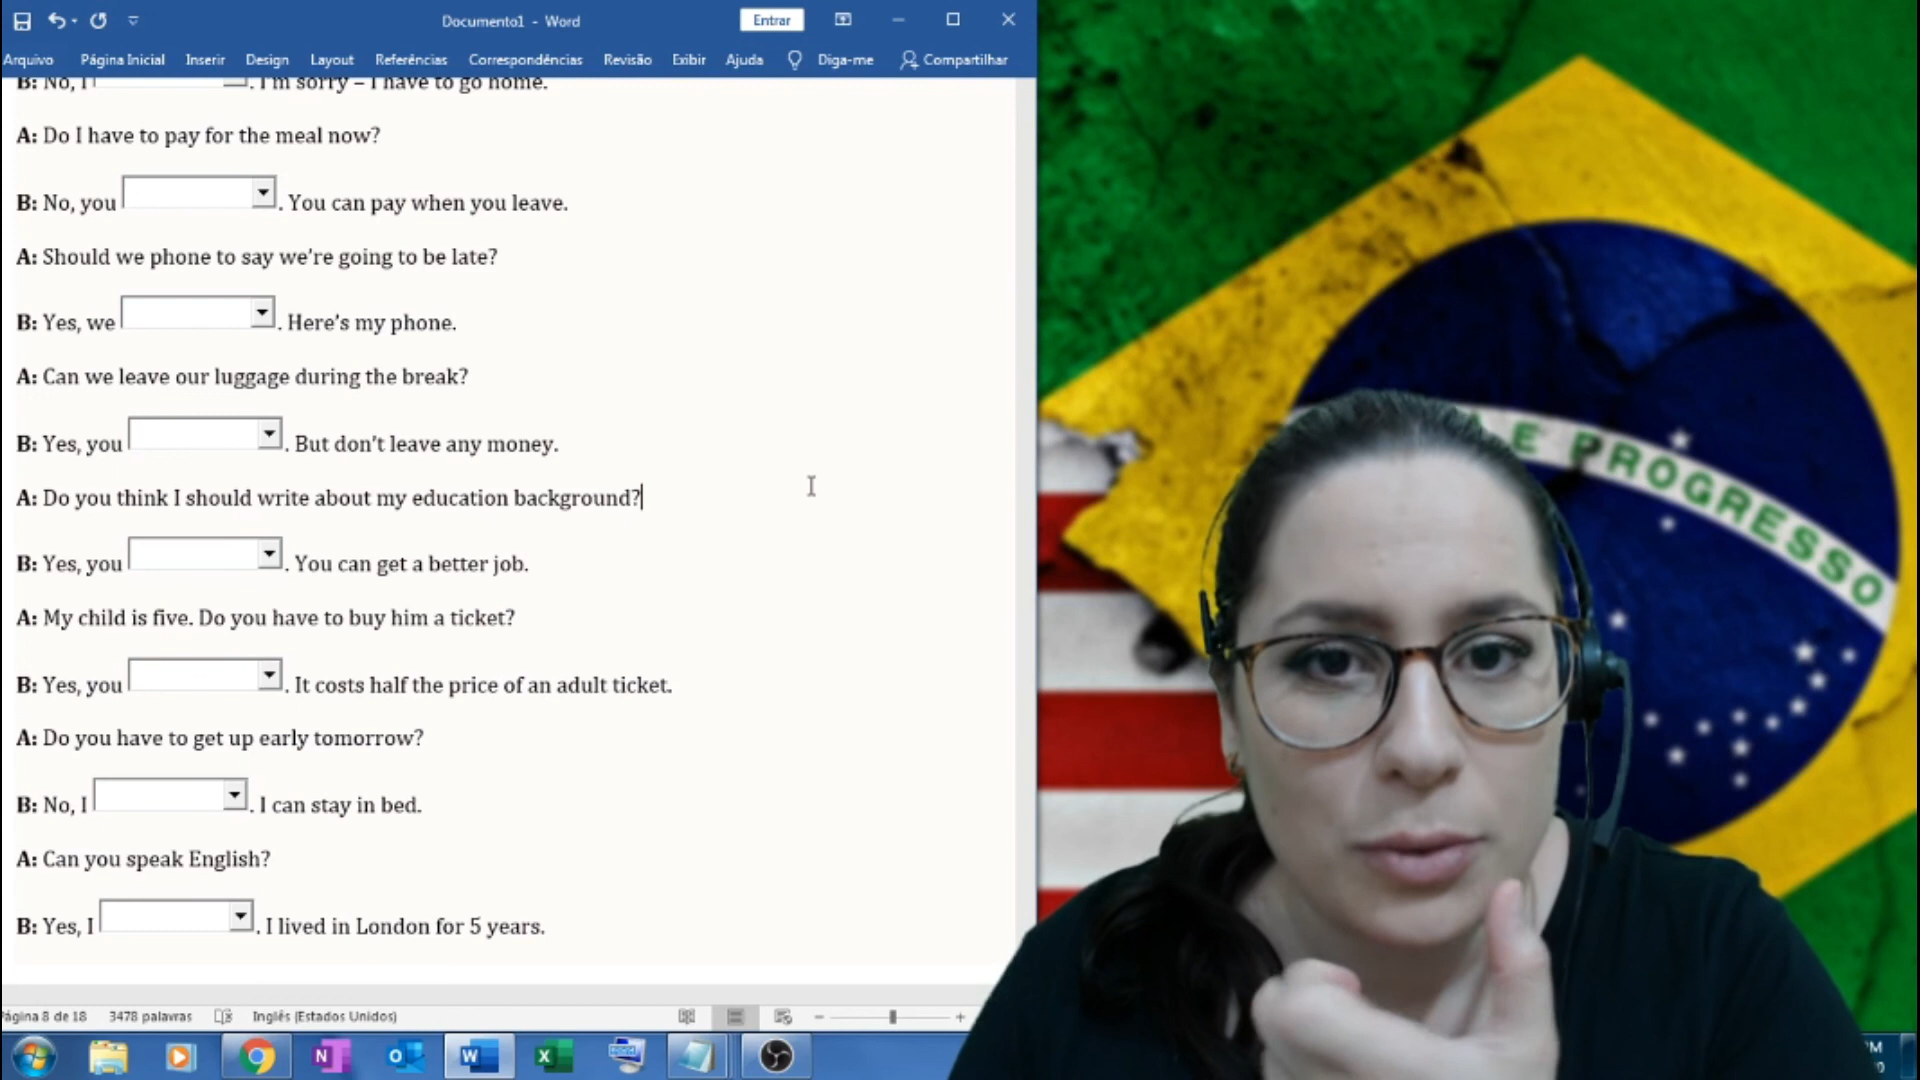 Documento1 - Word
Entrar
Arquivo Página Inicial Inserir Design Layout Referências Correspondências Revisão Exibir Ajuda Diga-me Compartilhar
B: No, I . I'm sorry – I have to go home.
A: Do I have to pay for the meal now?
B: No, you . You can pay when you leave.
A: Should we phone to say we're going to be late?
B: Yes, we . Here's my phone.
A: Can we leave our luggage during the break?
B: Yes, you . But don't leave any money.
A: Do you think I should write about my education background?
B: Yes, you . You can get a better job.
A: My child is five. Do you have to buy him a ticket?
B: Yes, you . It costs half the price of an adult ticket.
A: Do you have to get up early tomorrow?
B: No, I . I can stay in bed.
A: Can you speak English?
B: Yes, I . I lived in London for 5 years.
Página 8 de 18 3478 palavras Inglês (Estados Unidos)
E PROGRESSO